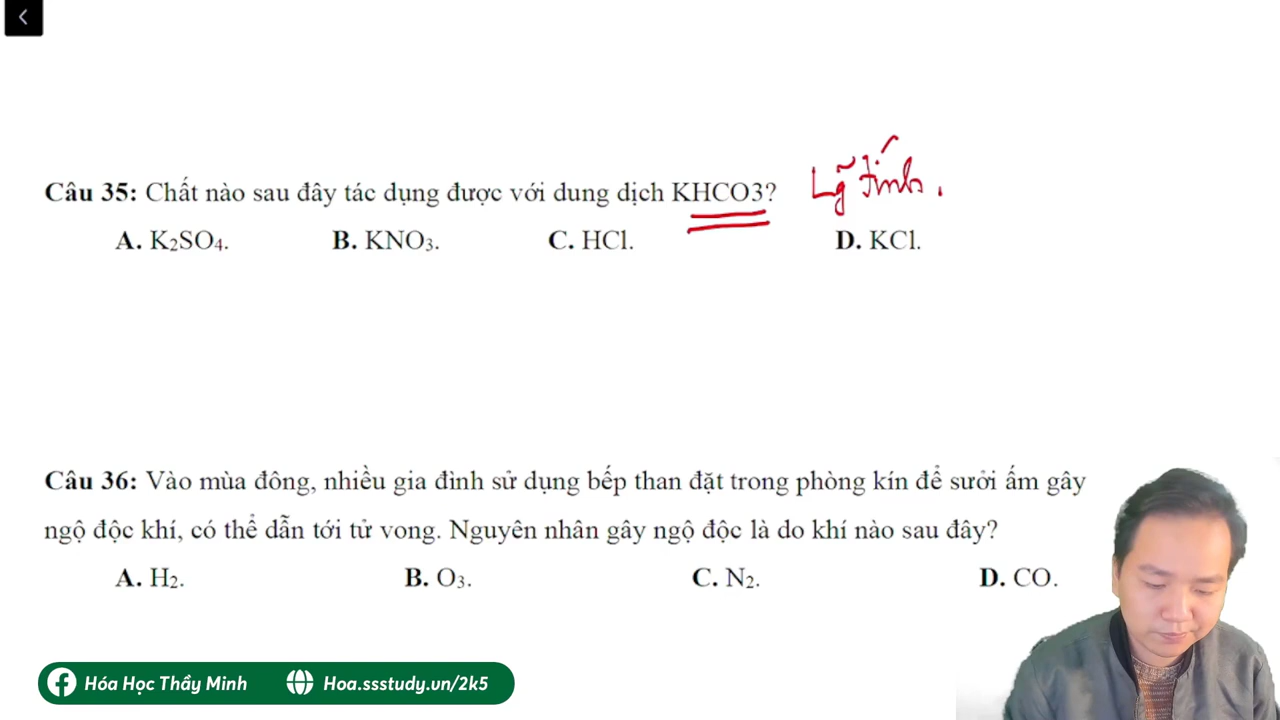 Câu 35: Chất nào sau đây tác dụng được với dung dịch KHCO3? Lưỡng tính.
A. K₂SO₄. B. KNO₃. C. HCl. D. KCl.
Câu 36: Vào mùa đông, nhiều gia đình sử dụng bếp than đặt trong phòng kín để sưởi ấm gây
ngộ độc khí, có thể dẫn tới tử vong. Nguyên nhân gây ngộ độc là do khí nào sau đây?
A. H₂. B. O₃. C. N₂. D. CO.
Hóa Học Thầy Minh Hoa.ssstudy.vn/2k5